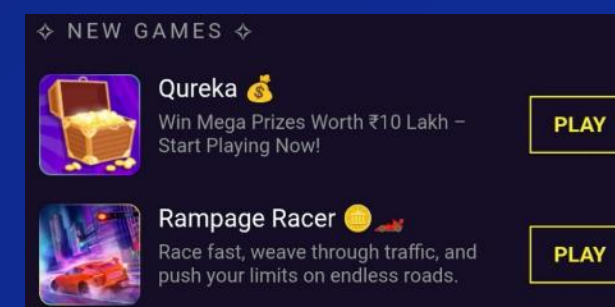 ✧ NEW GAMES ✧
Qureka 💰
Win Mega Prizes Worth ₹10 Lakh –
Start Playing Now!
PLAY
Rampage Racer 🪙🏎️
Race fast, weave through traffic, and
push your limits on endless roads.
PLAY